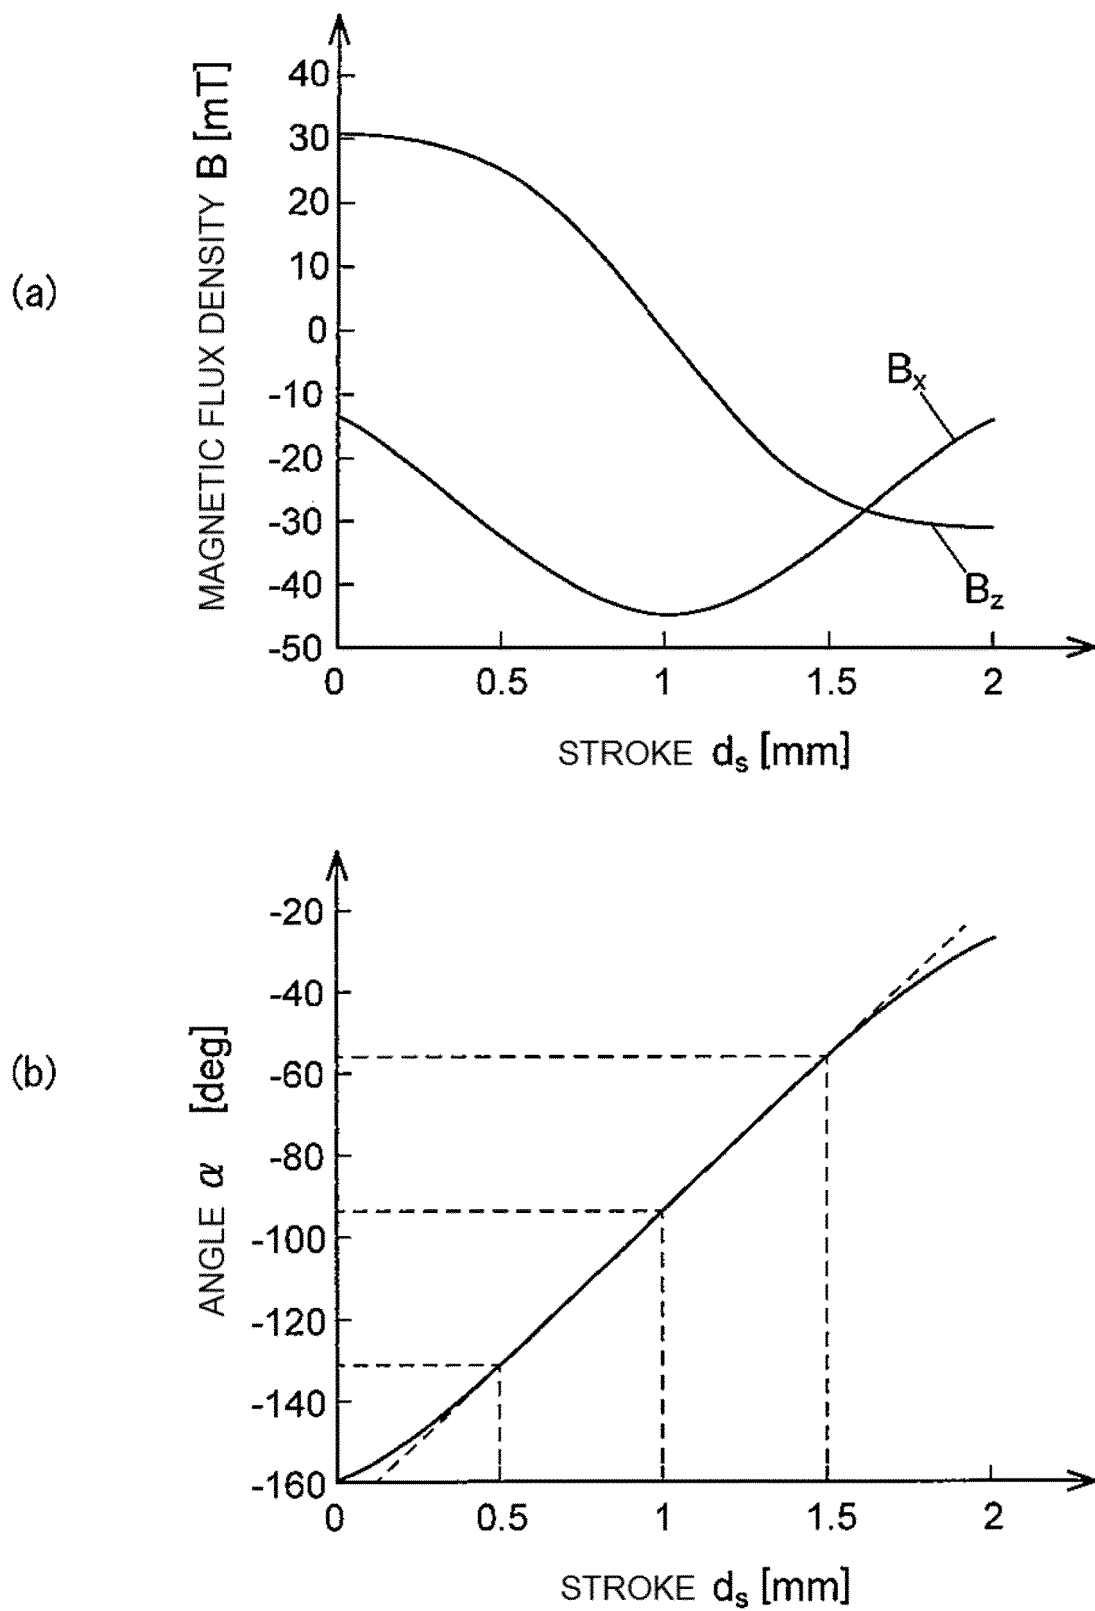 (a)
MAGNETIC FLUX DENSITY B [mT]
40
30
20
10
0
-10
-20
-30
-40
-50
Bx
Bz
0 0.5 1 1.5 2
STROKE ds [mm]
(b)
ANGLE α [deg]
-20
-40
-60
-80
-100
-120
-140
-160
0 0.5 1 1.5 2
STROKE ds [mm]